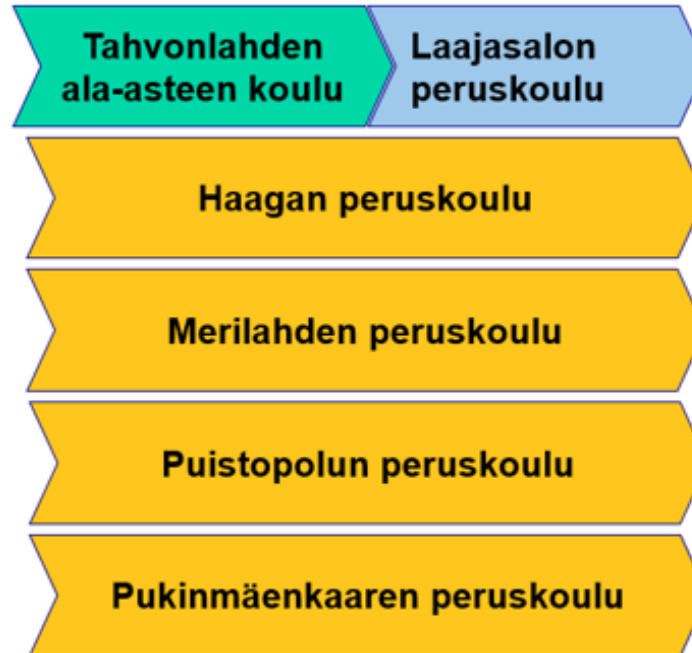 Tahvonlahden
ala-asteen koulu
Laajasalon
peruskoulu
Haagan peruskoulu
Merilahden peruskoulu
Puistopolun peruskoulu
Pukinmäenkaaren peruskoulu